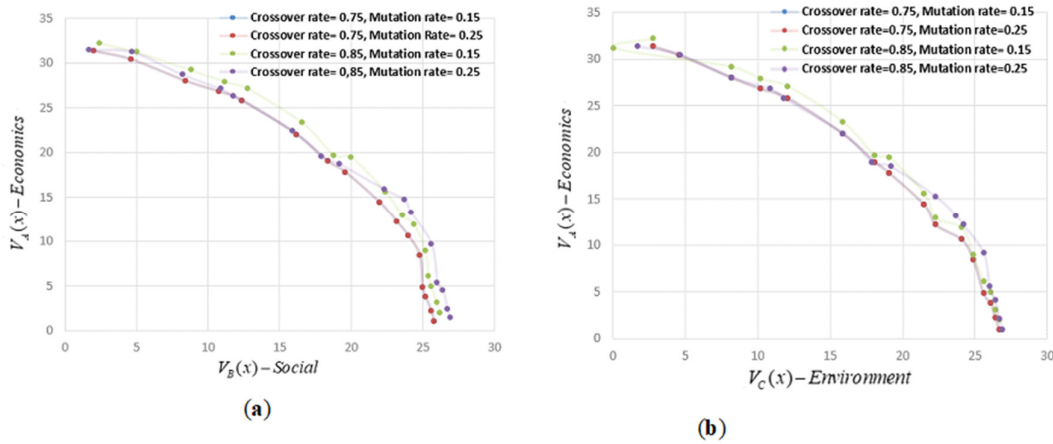 Crossover rate= 0.75, Mutation rate= 0.15
Crossover rate= 0.75, Mutation Rate= 0.25
Crossover rate= 0.85, Mutation rate= 0.15
Crossover rate= 0,85, Mutation rate= 0.25
35
30
25
20
15
10
5
0
V_A(x)–Economics
0 5 10 15 20 25 30
V_B(x)–Social
(a)
Crossover rate= 0.75, Mutation rate= 0.15
Crossover rate=0.75, Mutation rate=0.25
Crossover rate=0.85, Mutation rate= 0.15
Crossover rate=0.85, Mutation rate=0.25
35
30
25
20
15
10
5
0
V_A(x)–Economics
0 5 10 15 20 25 30
V_C(x)–Environment
(b)